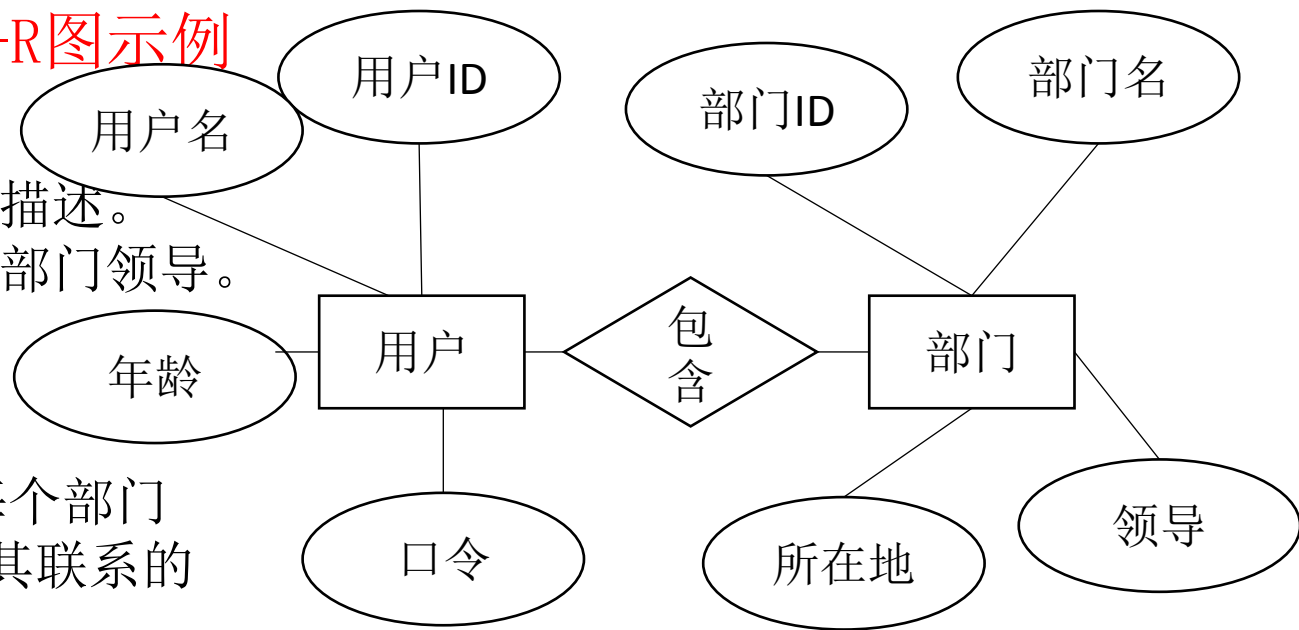 -R图示例
用户名
用户ID
部门ID
部门名
描述。
部门领导。
年龄
用户
包
含
部门
个部门
其联系的
口令
所在地
领导